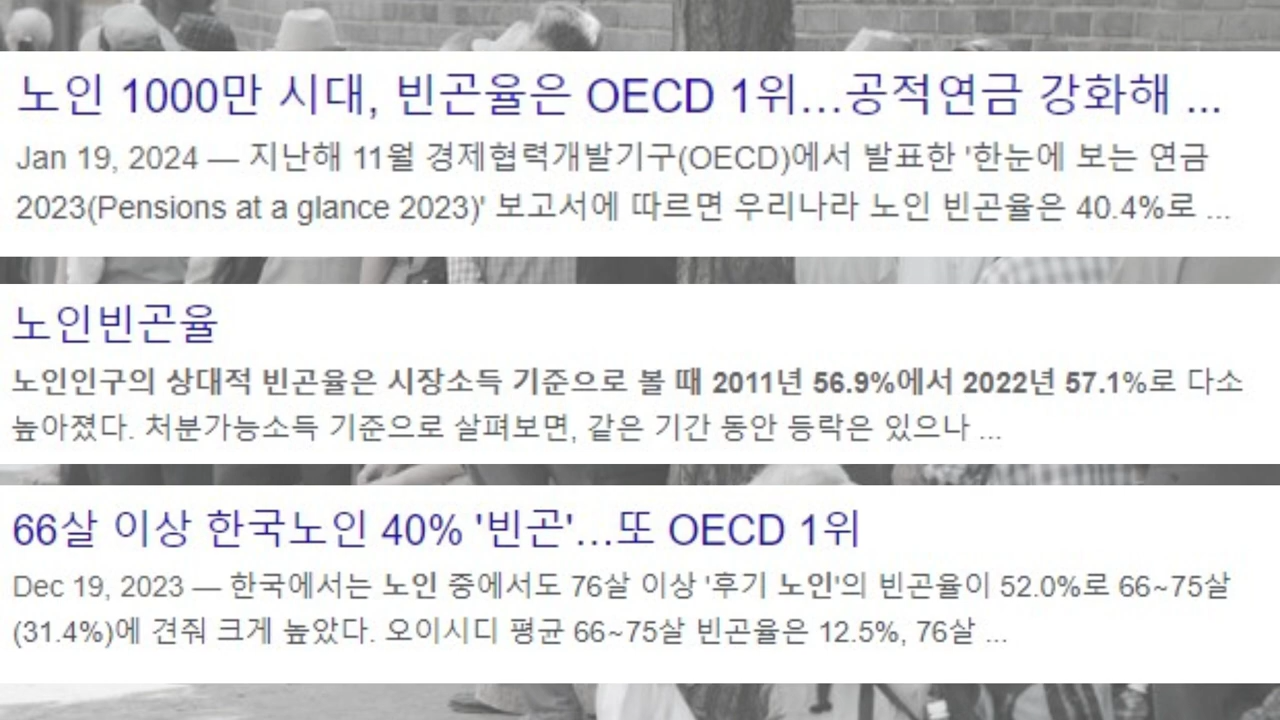 노인 1000만 시대, 빈곤율은 OECD 1위...공적연금 강화해 ...
Jan 19, 2024 — 지난해 11월 경제협력개발기구(OECD)에서 발표한 '한눈에 보는 연금
2023(Pensions at a glance 2023)' 보고서에 따르면 우리나라 노인 빈곤율은 40.4%로 ...
노인빈곤율
노인인구의 상대적 빈곤율은 시장소득 기준으로 볼 때 2011년 56.9%에서 2022년 57.1%로 다소
높아졌다. 처분가능소득 기준으로 살펴보면, 같은 기간 동안 등락은 있으나 ...
66살 이상 한국노인 40% '빈곤'...또 OECD 1위
Dec 19, 2023 — 한국에서는 노인 중에서도 76살 이상 '후기 노인'의 빈곤율이 52.0%로 66~75살
(31.4%)에 견줘 크게 높았다. 오이시디 평균 66~75살 빈곤율은 12.5%, 76살 ...